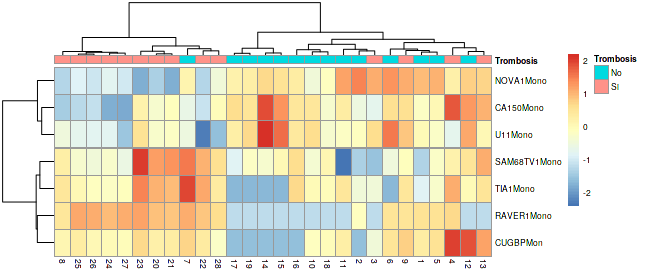 Trombosis
NOVA1Mono
CA150Mono
U11Mono
SAM68TV1Mono
TIA1Mono
RAVER1Mono
CUGBPMon
8 25 26 24 27 23 20 21 7 22 28 17 19 14 15 16 10 18 11 2 3 6 9 1 5 4 12 13
2
1
0
-1
-2
Trombosis
No
SI